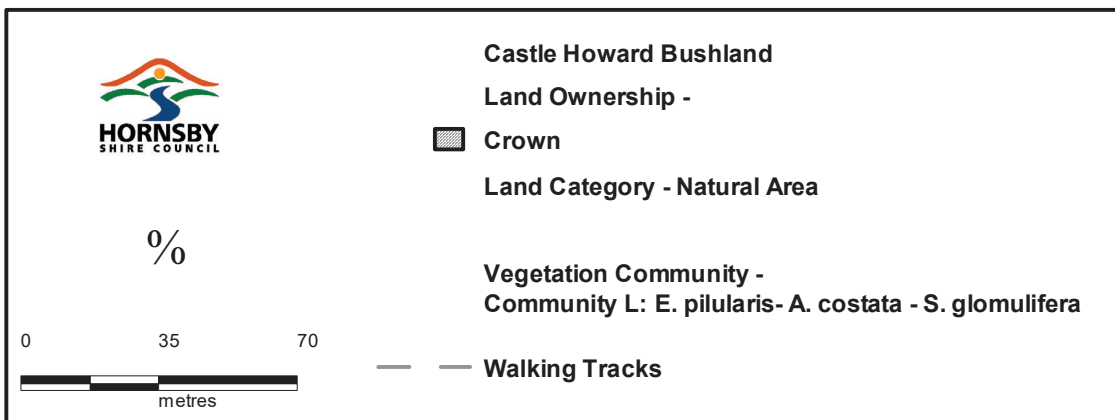 HORNSBY
SHIRE COUNCIL
%
0 35 70
metres
Castle Howard Bushland
Land Ownership -
Crown
Land Category - Natural Area
Vegetation Community -
Community L: E. pilularis- A. costata - S. glomulifera
Walking Tracks